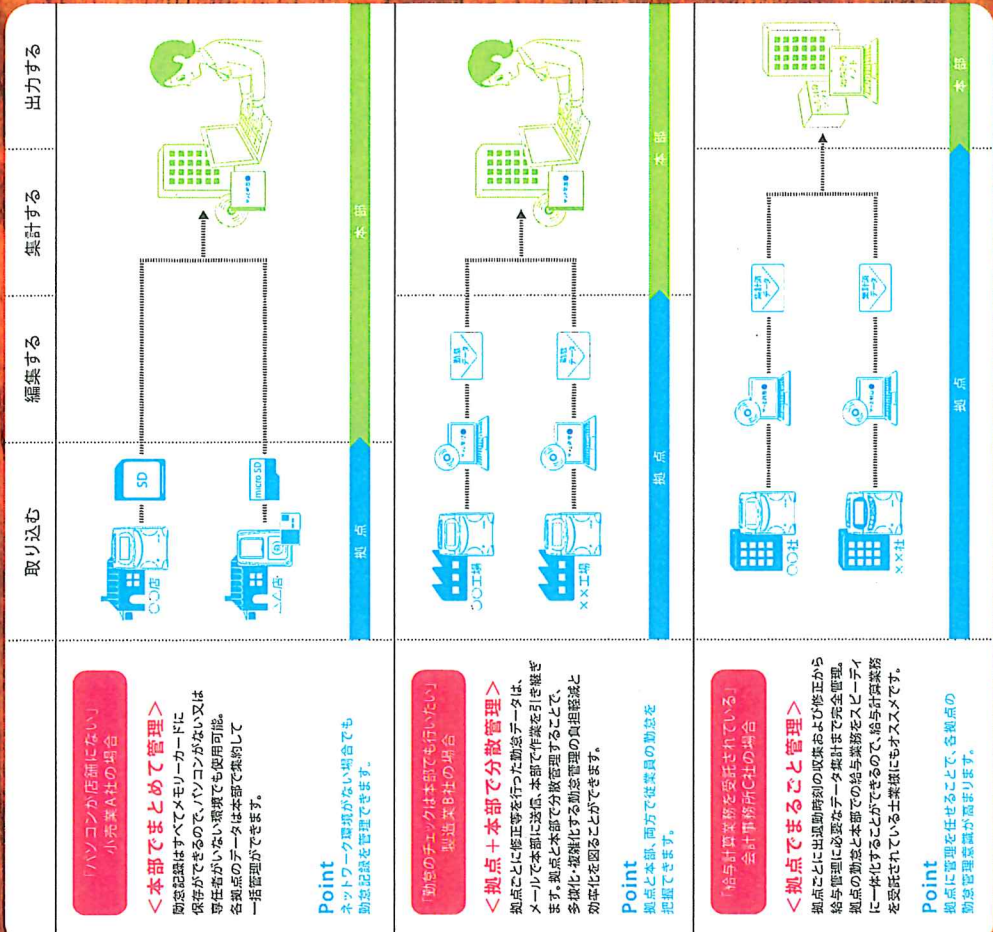 取り込む
編集する
集計する
出力する
「パソコンが店舗にない」
小売業A社の場合
<本部でまとめて管理>
勤怠記録はすべてメモリーカードに
保存ができるので、パソコンがない又は
専任者がいない環境でも使用可能。
各拠点のデータは本部で集約して
一括管理ができます。
Point
ネットワーク環境がない場合でも
勤怠記録を管理できます。
○○店
SD
△△店
micro SD
拠点
本部
「勤怠のチェックは本部でも行いたい」
製造業B社の場合
<拠点+本部で分散管理>
拠点ごとに修正等を行った勤怠データは、
メールで本部に送信、本部で作業を引き継ぎ
ます。拠点と本部で分散管理することで、
多様化・複雑化する勤怠管理の負担軽減と
効率化を図ることができます。
Point
拠点と本部、両方で従業員の勤怠を
把握できます。
○○工場
勤怠
データ
××工場
勤怠
データ
拠点
本部
「給与計算業務を受託されている」
会計事務所C社の場合
<拠点でまるごと管理>
拠点ごとに出退勤時刻の収集および修正から
給与管理に必要なデータ集計まで完全管理。
拠点の勤怠と本部での給与業務をスピーディ
に一体化することができるので、給与計算業務
を受託されている士業様にもオススメです。
Point
拠点に管理を任せることで、各拠点の
勤怠管理意識が高まります。
○○社
集計済
データ
××社
集計済
データ
拠点
本部